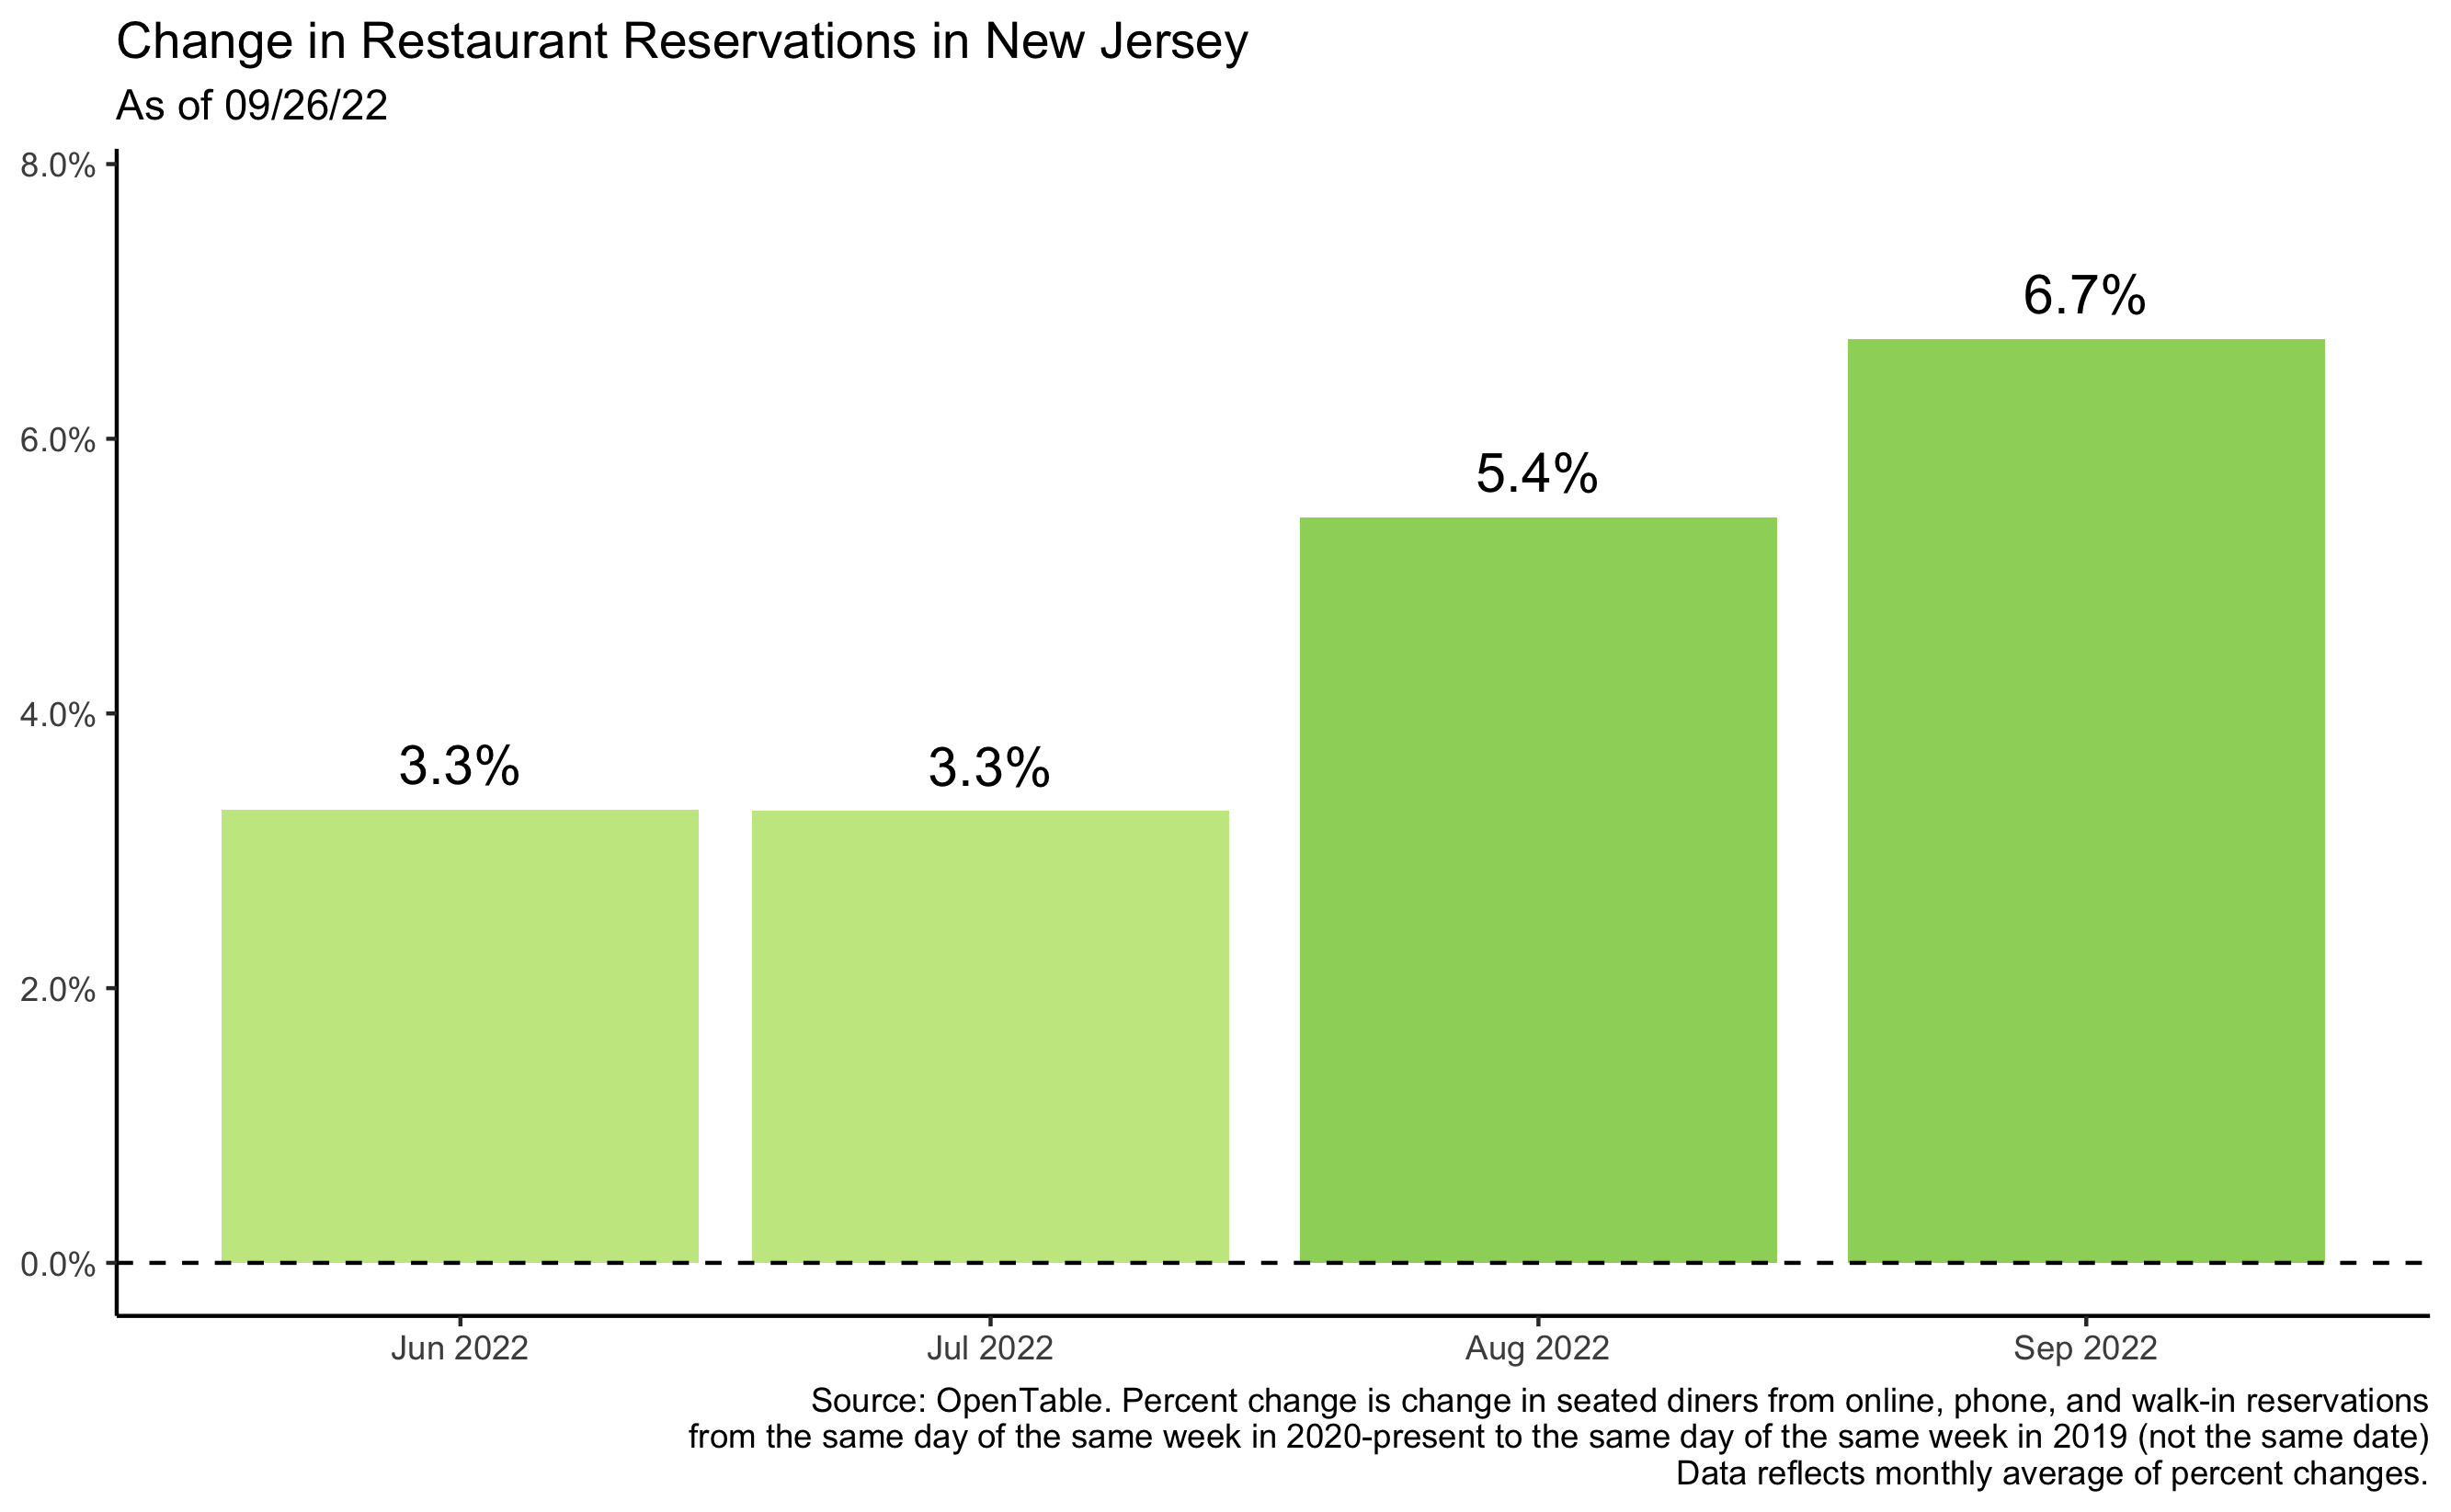 Change in Restaurant Reservations in New Jersey
As of 09/26/22
8.0%
6.0%
4.0%
2.0%
0.0%
3.3%
3.3%
5.4%
6.7%
Jun 2022
Jul 2022
Aug 2022
Sep 2022
Source: OpenTable. Percent change is change in seated diners from online, phone, and walk-in reservations
from the same day of the same week in 2020-present to the same day of the same week in 2019 (not the same date)
Data reflects monthly average of percent changes.